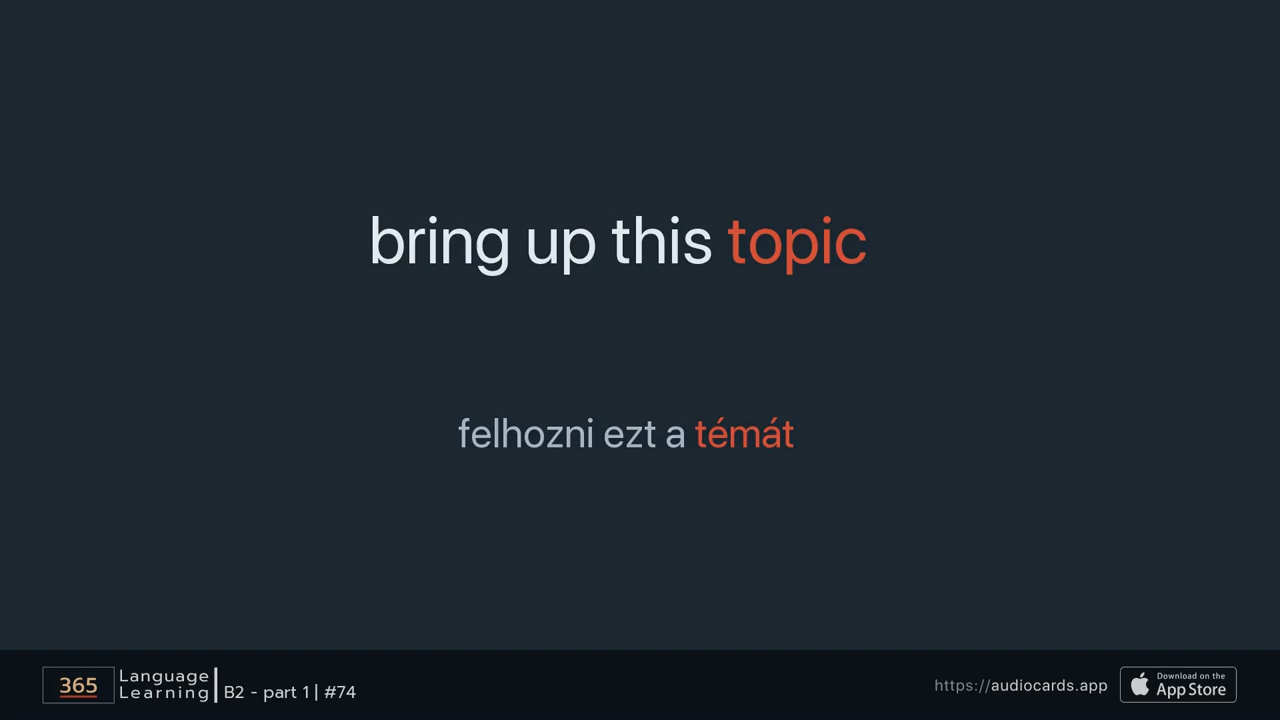 bring up this topic
felhozni ezt a témát
365
Language
Learning
B2 - part 1 | #74
https://audiocards.app
Download on the
App Store